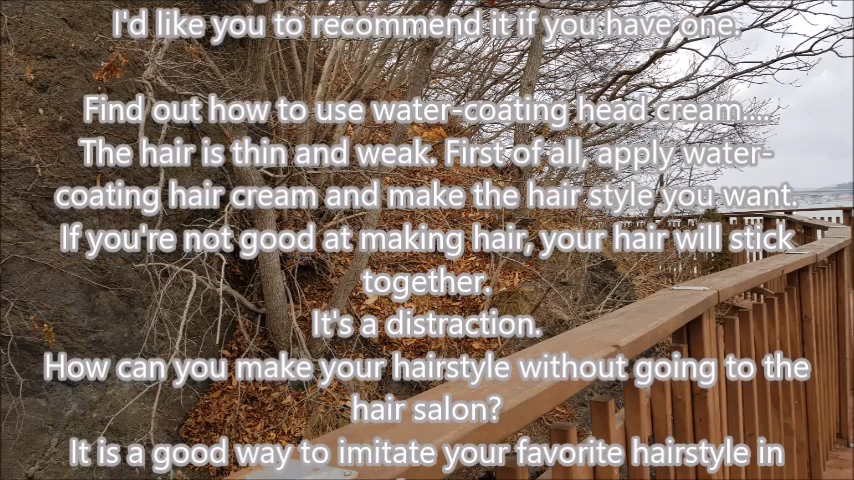 I'd like you to recommend it if you have one.
Find out how to use water-coating head cream....
The hair is thin and weak. First of all, apply water-
coating hair cream and make the hair style you want.
If you're not good at making hair, your hair will stick
together.
It's a distraction.
How can you make your hairstyle without going to the
hair salon?
It is a good way to imitate your favorite hairstyle in